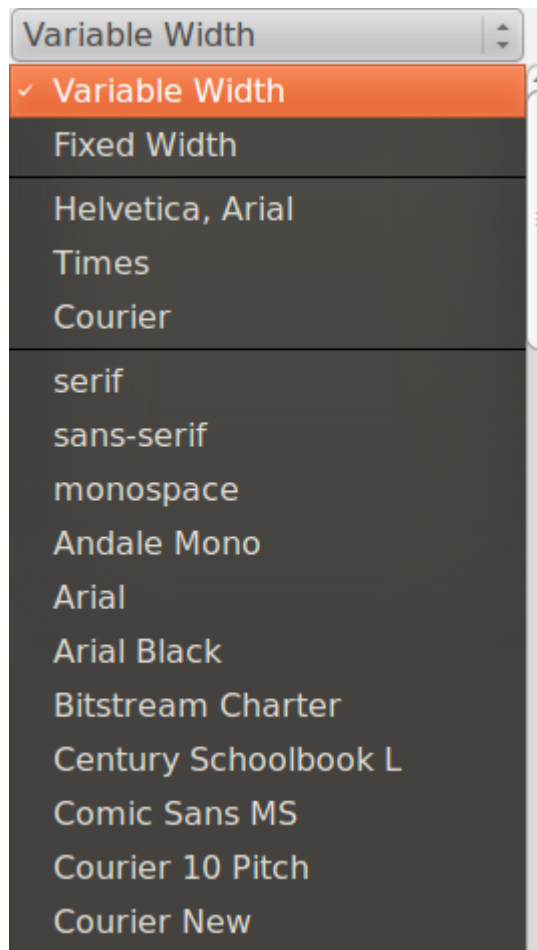 Variable Width
Variable Width
Fixed Width
Helvetica, Arial
Times
Courier
serif
sans-serif
monospace
Andale Mono
Arial
Arial Black
Bitstream Charter
Century Schoolbook L
Comic Sans MS
Courier 10 Pitch
Courier New